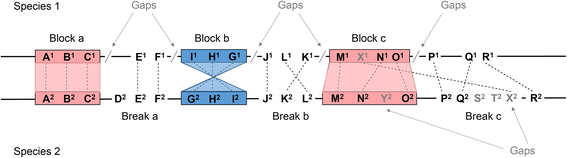 Species 1
Gaps Gaps Gaps
Block a Block b Block c
A1 B1 C1 E1 F1 I1 H1 G1 J1 L1 K1 M1 X1 N1 O1 P1 Q1 R1
A2 B2 C2 D2 E2 F2 G2 H2 I2 J2 K2 L2 M2 N2 Y2 O2 P2 Q2 S2 T2 X2 R2
Break a Break b Break c
Gaps
Species 2